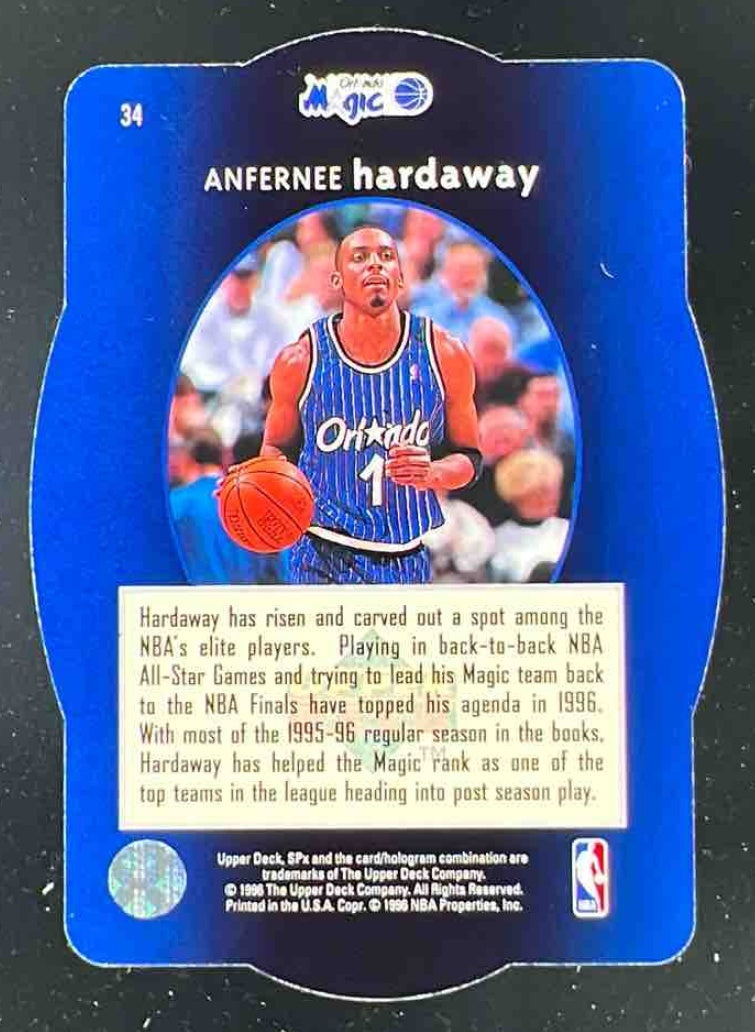 34
Orlando
Magic
ANFERNEE hardaway
Orlando
1
Hardaway has risen and carved out a spot among the
NBA's elite players. Playing in back-to-back NBA
All-Star Games and trying to lead his Magic team back
to the NBA Finals have topped his agenda in 1996.
With most of the 1995-96 regular season in the books,
Hardaway has helped the Magic rank as one of the
top teams in the league heading into post season play.
TM
Upper Deck, SPx and the card/hologram combination are
trademarks of The Upper Deck Company.
© 1996 The Upper Deck Company. All Rights Reserved.
Printed in the U.S.A. Copr. © 1996 NBA Properties, Inc.
NBA